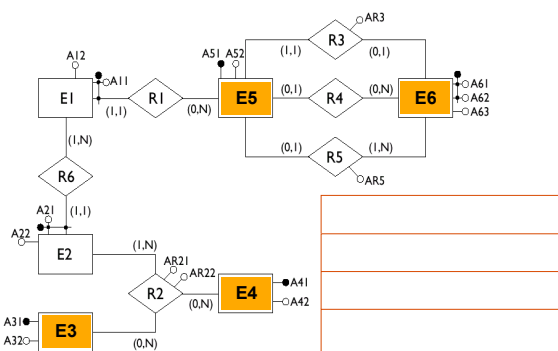 AR3
A12
A51 A52
R3
(1,1)
(0,1)
A11
E1
R1
E5
(0,1)
R4
(0,N)
E6
A61
A62
A63
(1,1)
(0,N)
(1,N)
(0,1)
(1,N)
R5
R6
AR5
A21
(1,1)
A22
E2
(1,N)
AR21
AR22
R2
(0,N)
E4
A41
A42
A31
E3
A32
(0,N)